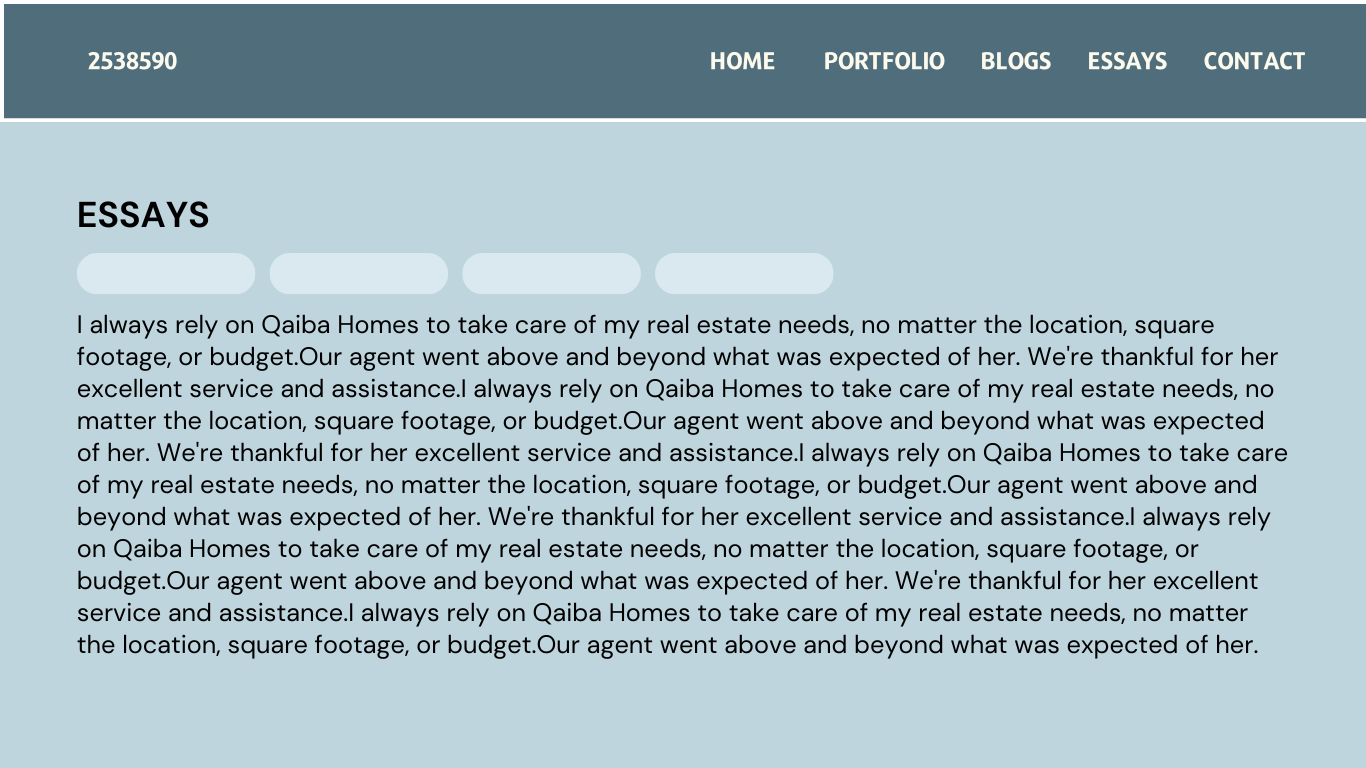 2538590 HOME PORTFOLIO BLOGS ESSAYS CONTACT
ESSAYS
I always rely on Qaiba Homes to take care of my real estate needs, no matter the location, square
footage, or budget.Our agent went above and beyond what was expected of her. We're thankful for her
excellent service and assistance.I always rely on Qaiba Homes to take care of my real estate needs, no
matter the location, square footage, or budget.Our agent went above and beyond what was expected
of her. We're thankful for her excellent service and assistance.I always rely on Qaiba Homes to take care
of my real estate needs, no matter the location, square footage, or budget.Our agent went above and
beyond what was expected of her. We're thankful for her excellent service and assistance.I always rely
on Qaiba Homes to take care of my real estate needs, no matter the location, square footage, or
budget.Our agent went above and beyond what was expected of her. We're thankful for her excellent
service and assistance.I always rely on Qaiba Homes to take care of my real estate needs, no matter
the location, square footage, or budget.Our agent went above and beyond what was expected of her.